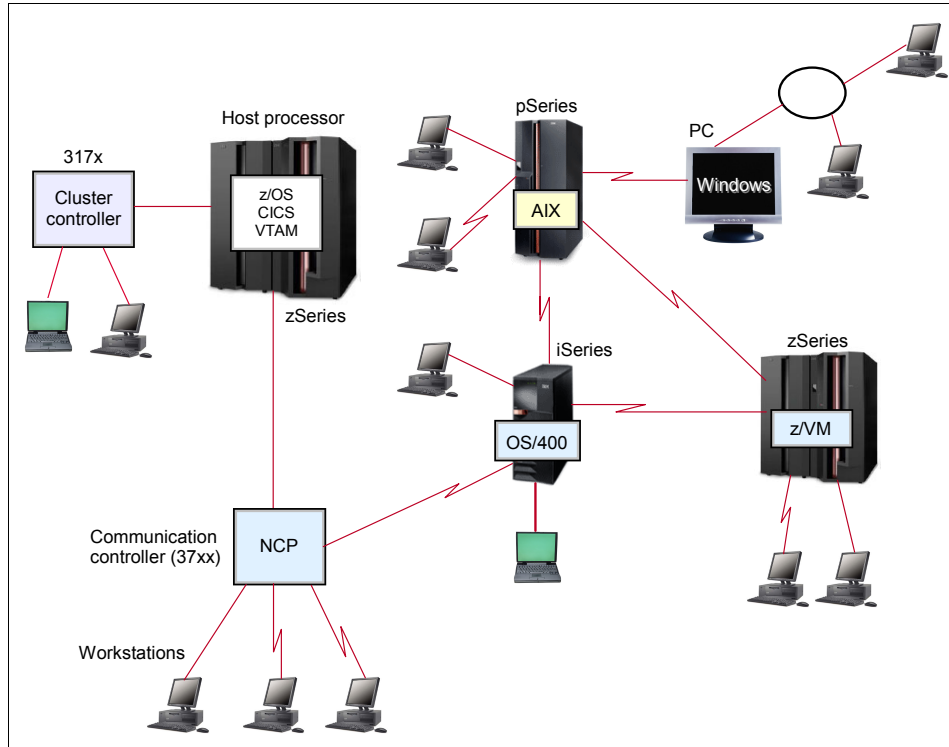 pSeries
Host processor
PC
317x
Cluster
controller
z/OS
CICS
VTAM
AIX
Windows
zSeries
iSeries
zSeries
OS/400
z/VM
Communication
controller (37xx)
NCP
Workstations